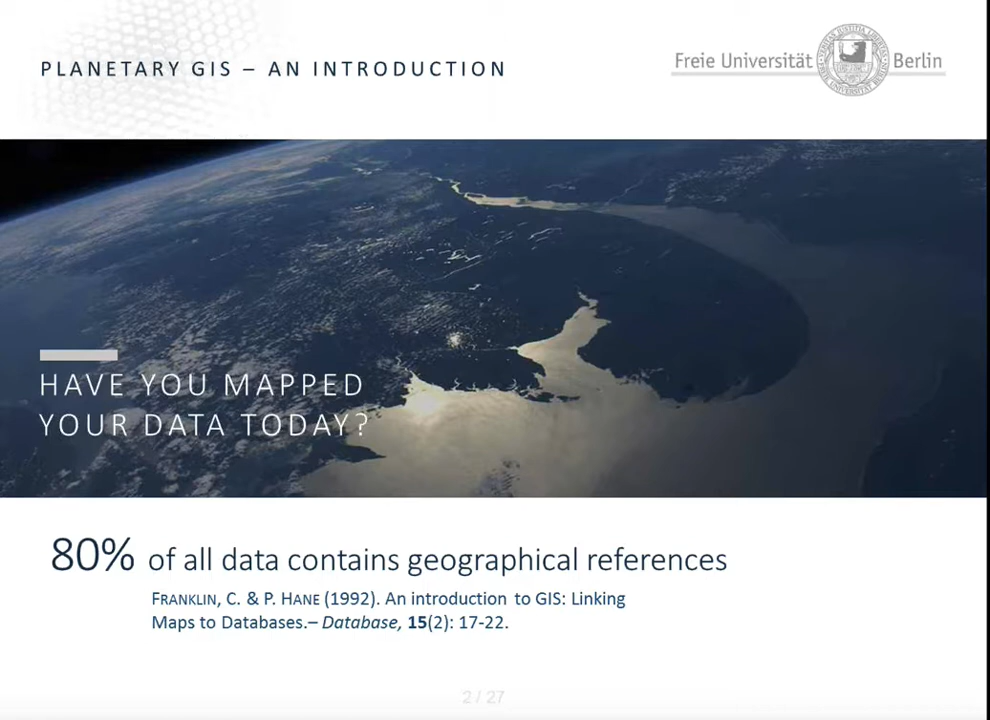 PLANETARY GIS – AN INTRODUCTION
Freie Universität Berlin
HAVE YOU MAPPED
YOUR DATA TODAY?
80% of all data contains geographical references
FRANKLIN, C. & P. HANE (1992). An introduction to GIS: Linking
Maps to Databases.– Database, 15(2): 17-22.
2 / 27